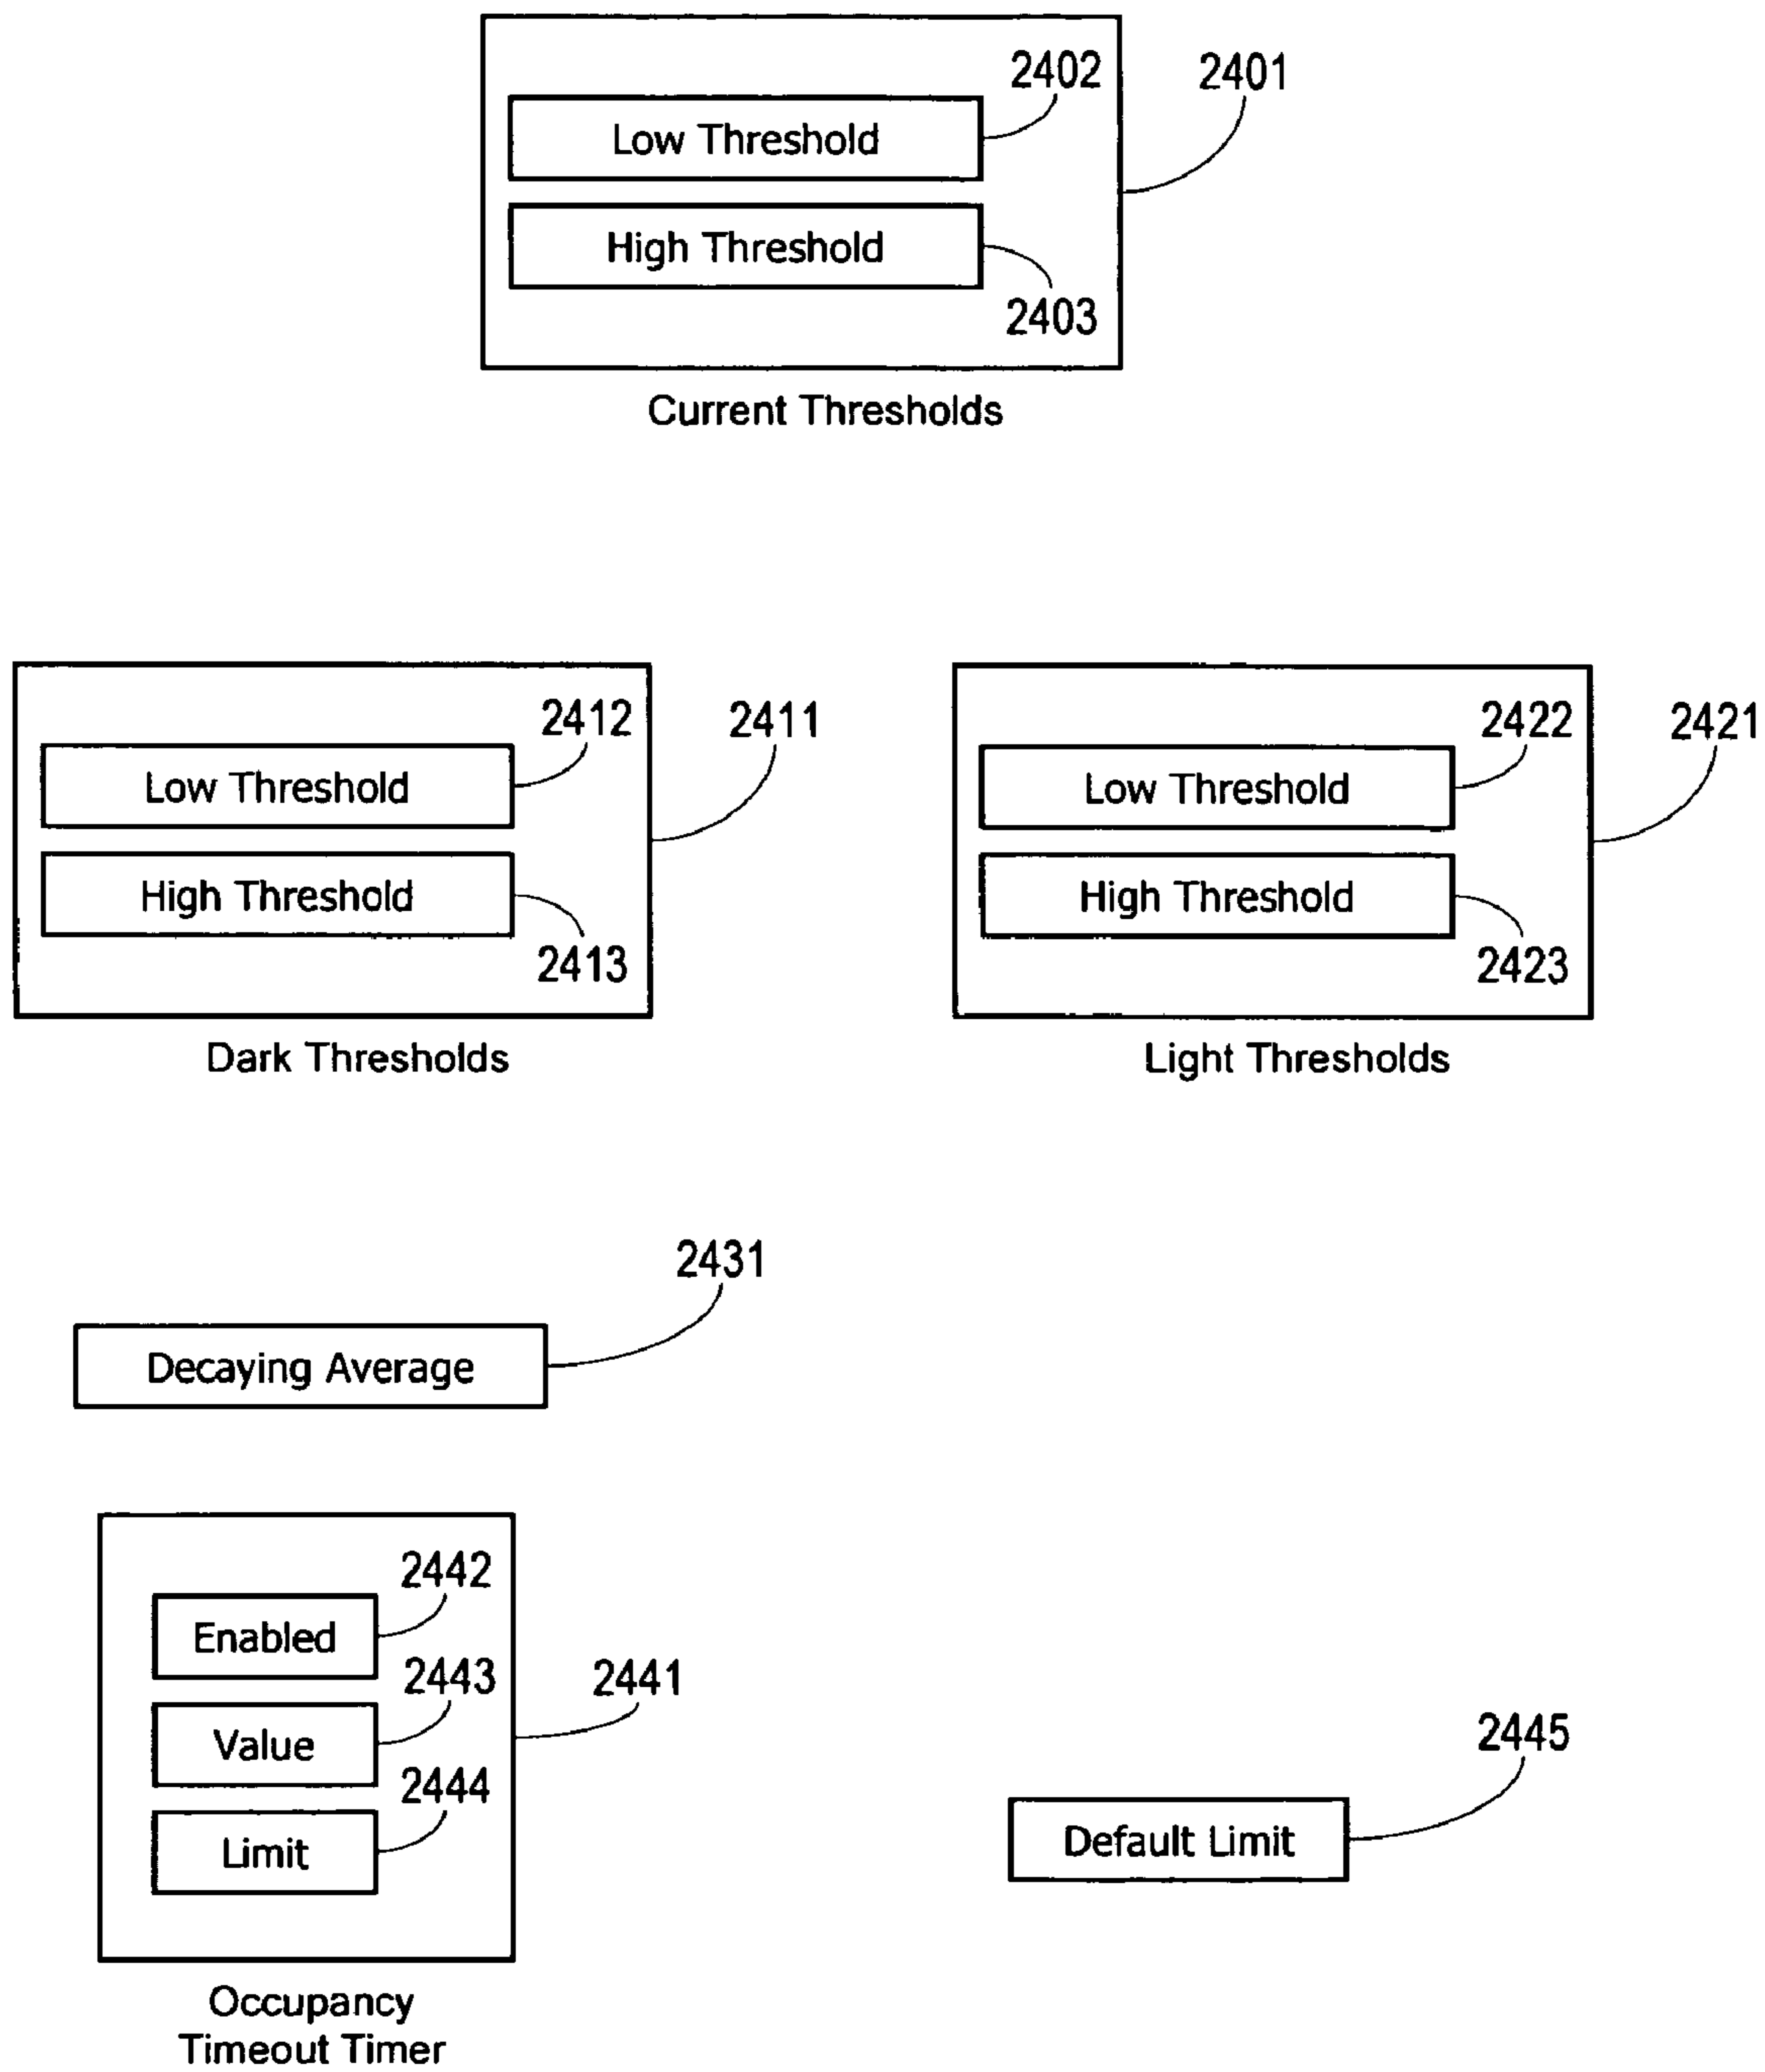 2402
2401
Low Threshold
High Threshold
2403
Current Thresholds
2412
2411
Low Threshold
High Threshold
2413
Dark Thresholds
2422
2421
Low Threshold
High Threshold
2423
Light Thresholds
2431
Decaying Average
2442
Enabled
2443
2441
Value
2444
Limit
Occupancy
Timeout Timer
2445
Default Limit